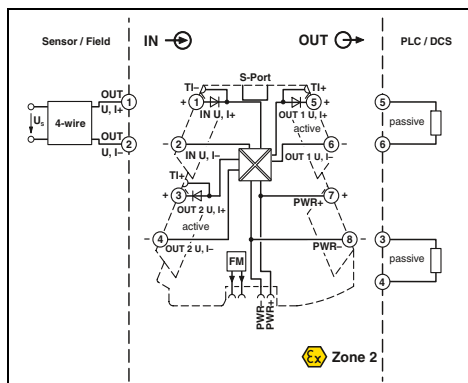 Sensor / Field
IN
OUT
PLC / DCS
S-Port
TI–
TI+
OUT
U, I+
1
+
1
IN U, I+
OUT 1 U, I+
5
+
5
active
passive
Us
4-wire
OUT
U, I–
2
–
2
IN U, I–
OUT 1 U, I–
6
–
6
TI+
+
3
OUT 2 U, I+
active
7
+
PWR+
–
4
OUT 2 U, I–
PWR–
8
–
3
passive
4
FM
PWR–
PWR+
Ex
Zone 2